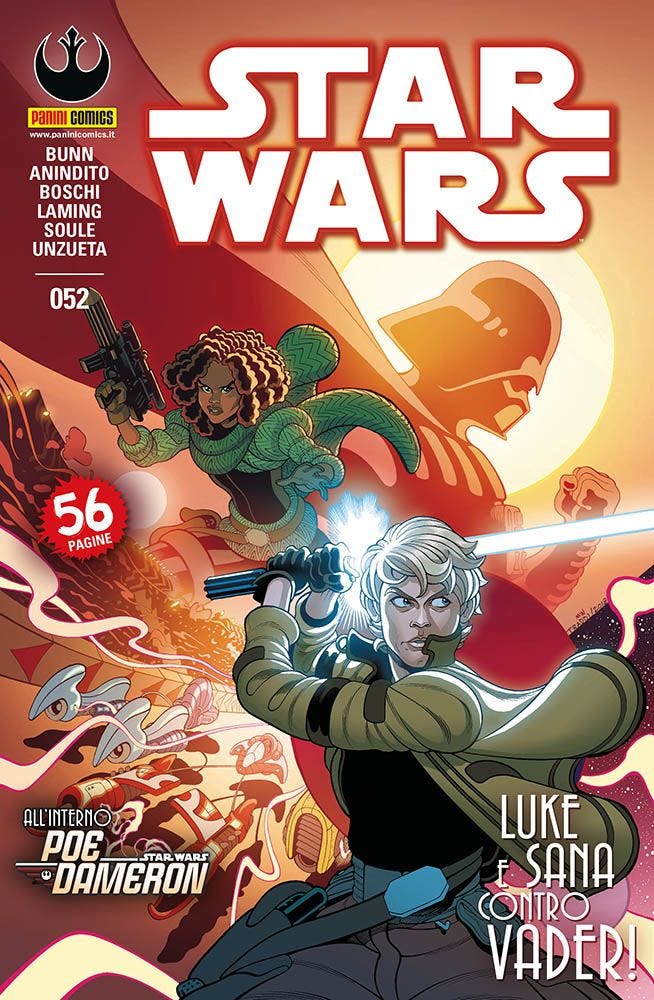 PANINI COMICS
www.paninicomics.it
STAR
WARS
™
BUNN
ANINDITO
BOSCHI
LAMING
SOULE
UNZUETA
052
56
PAGINE
ALL'INTERNO
POE
STAR WARS
DAMERON
LUKE
E SANA
CONTRO
VADER!